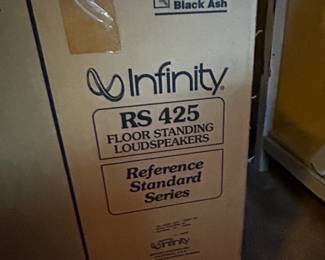 Black Ash
Infinity®
RS 425
FLOOR STANDING
LOUDSPEAKERS
Reference
Standard
Series
Infinity®